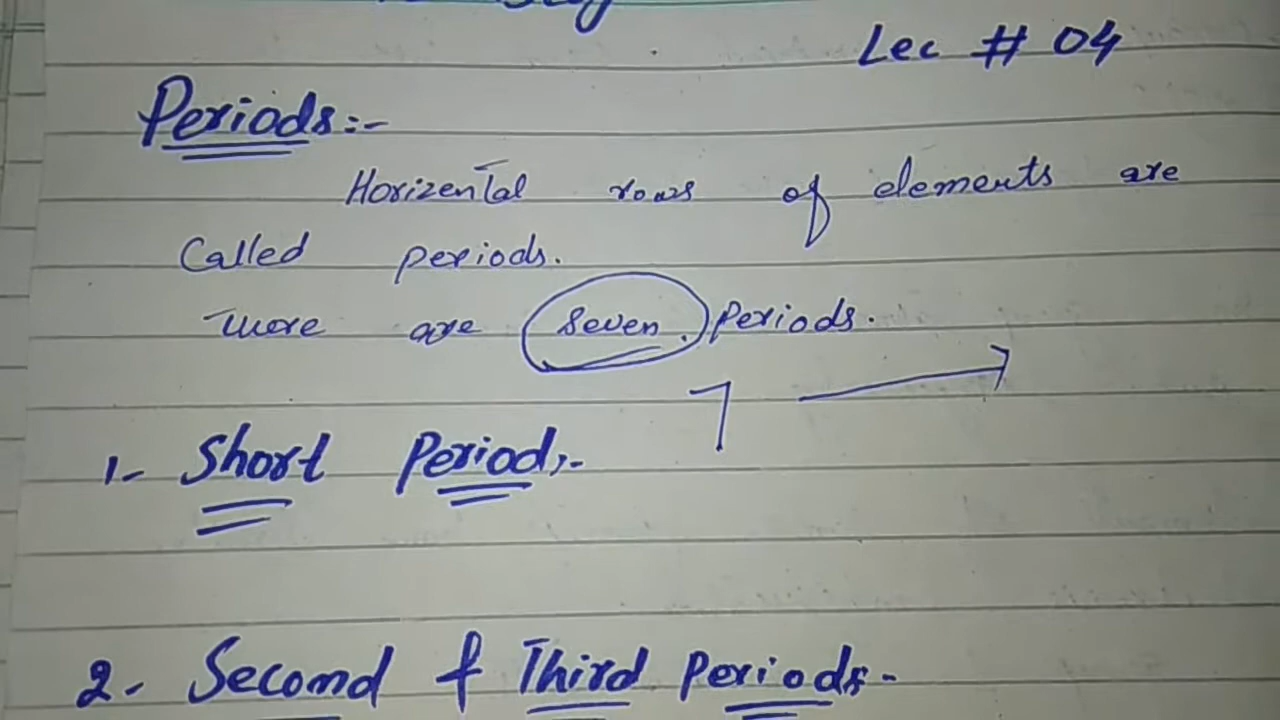 Lec # 04
Periods:-
Horizental rows of elements are
Called periods.
There are seven. Periods.
7
1- Short Period:-
2- Second & Third Periods:-